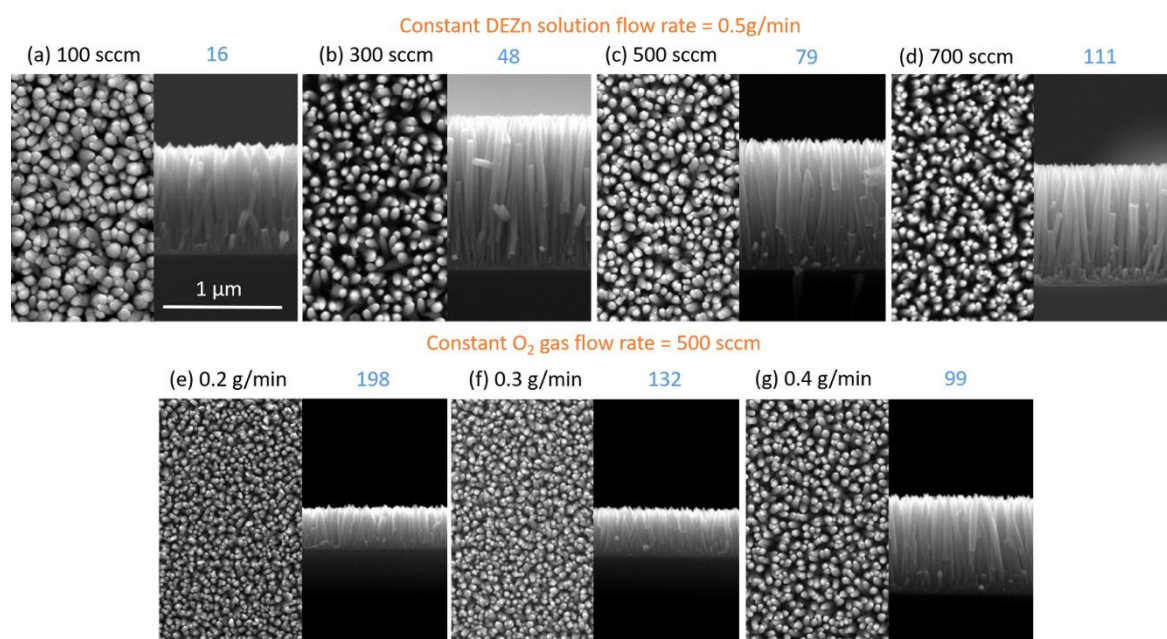 Constant DEZn solution flow rate = 0.5g/min
(a) 100 sccm 16 (b) 300 sccm 48 (c) 500 sccm 79 (d) 700 sccm 111
1 µm
Constant O₂ gas flow rate = 500 sccm
(e) 0.2 g/min 198 (f) 0.3 g/min 132 (g) 0.4 g/min 99